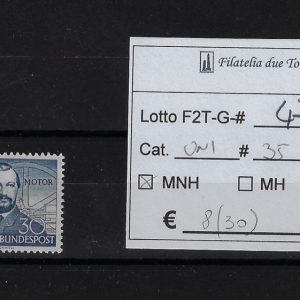 MOTOR
30
BUNDESPOST
Filatelia due To
Lotto F2T-G-# 4
Cat. UNI # 35
MNH MH
€ 8(30)